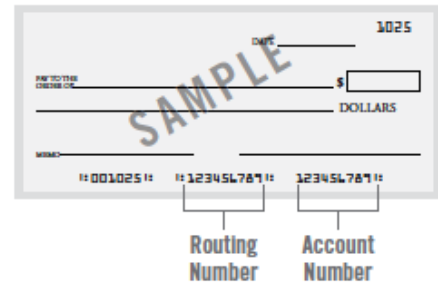 1025
DATE
SAMPLE
PAY TO THE
ORDER OF
$
DOLLARS
MEMO
⑆001025⑆ ⑆123456789⑆ 123456789⑆
Routing Number
Account Number